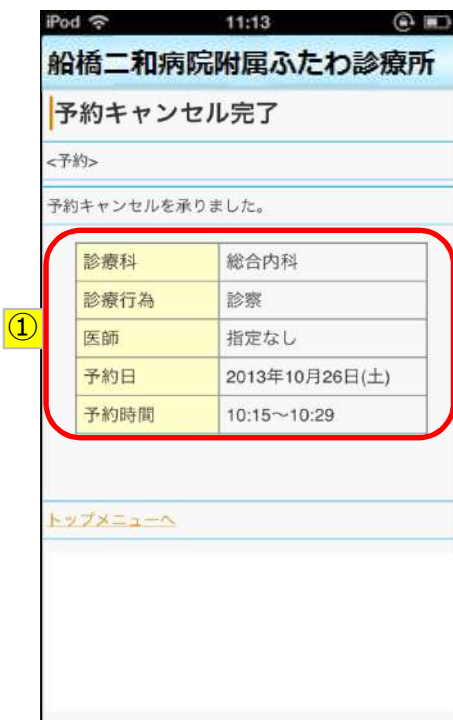 iPod 11:13
船橋二和病院附属ふたわ診療所
予約キャンセル完了
<予約>
予約キャンセルを承りました。
診療科 総合内科
診療行為 診察
①
医師 指定なし
予約日 2013年10月26日(土)
予約時間 10:15～10:29
トップメニューへ